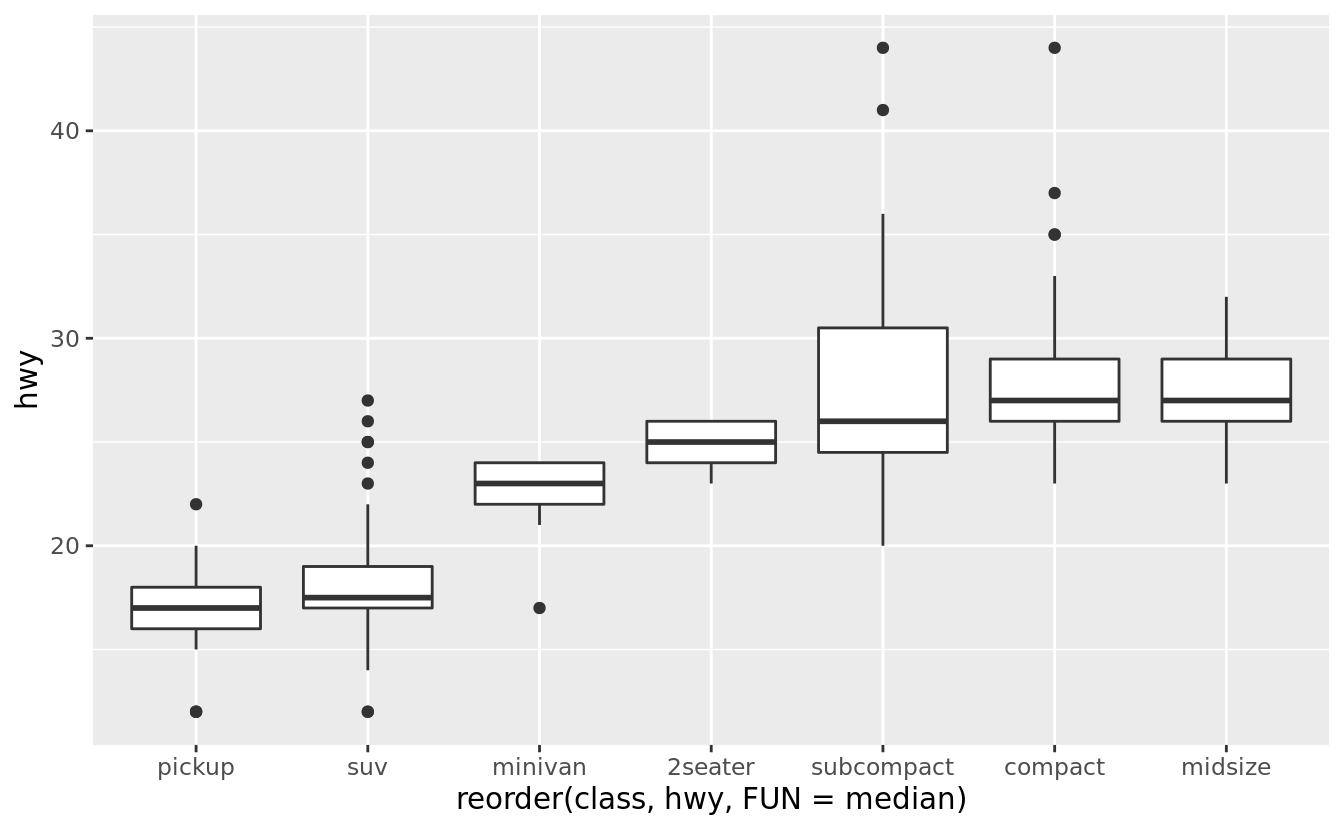 hwy
40
30
20
pickup suv minivan 2seater subcompact compact midsize
reorder(class, hwy, FUN = median)